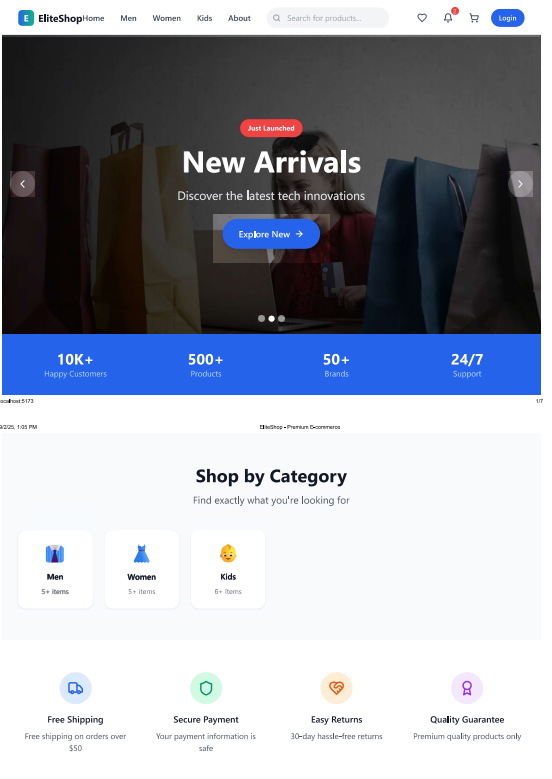 E EliteShop Home Men Women Kids About Search for products... 2 Login
Just Launched
New Arrivals
Discover the latest tech innovations
Explore New →
10K+ 500+ 50+ 24/7
Happy Customers Products Brands Support
ocalhost:5173 1/7
9/2/25, 1:05 PM EliteShop - Premium E-commerce
Shop by Category
Find exactly what you're looking for
Men Women Kids
5+ items 5+ items 6+ items
Free Shipping Secure Payment Easy Returns Quality Guarantee
Free shipping on orders over Your payment information is 30-day hassle-free returns Premium quality products only
$50 safe